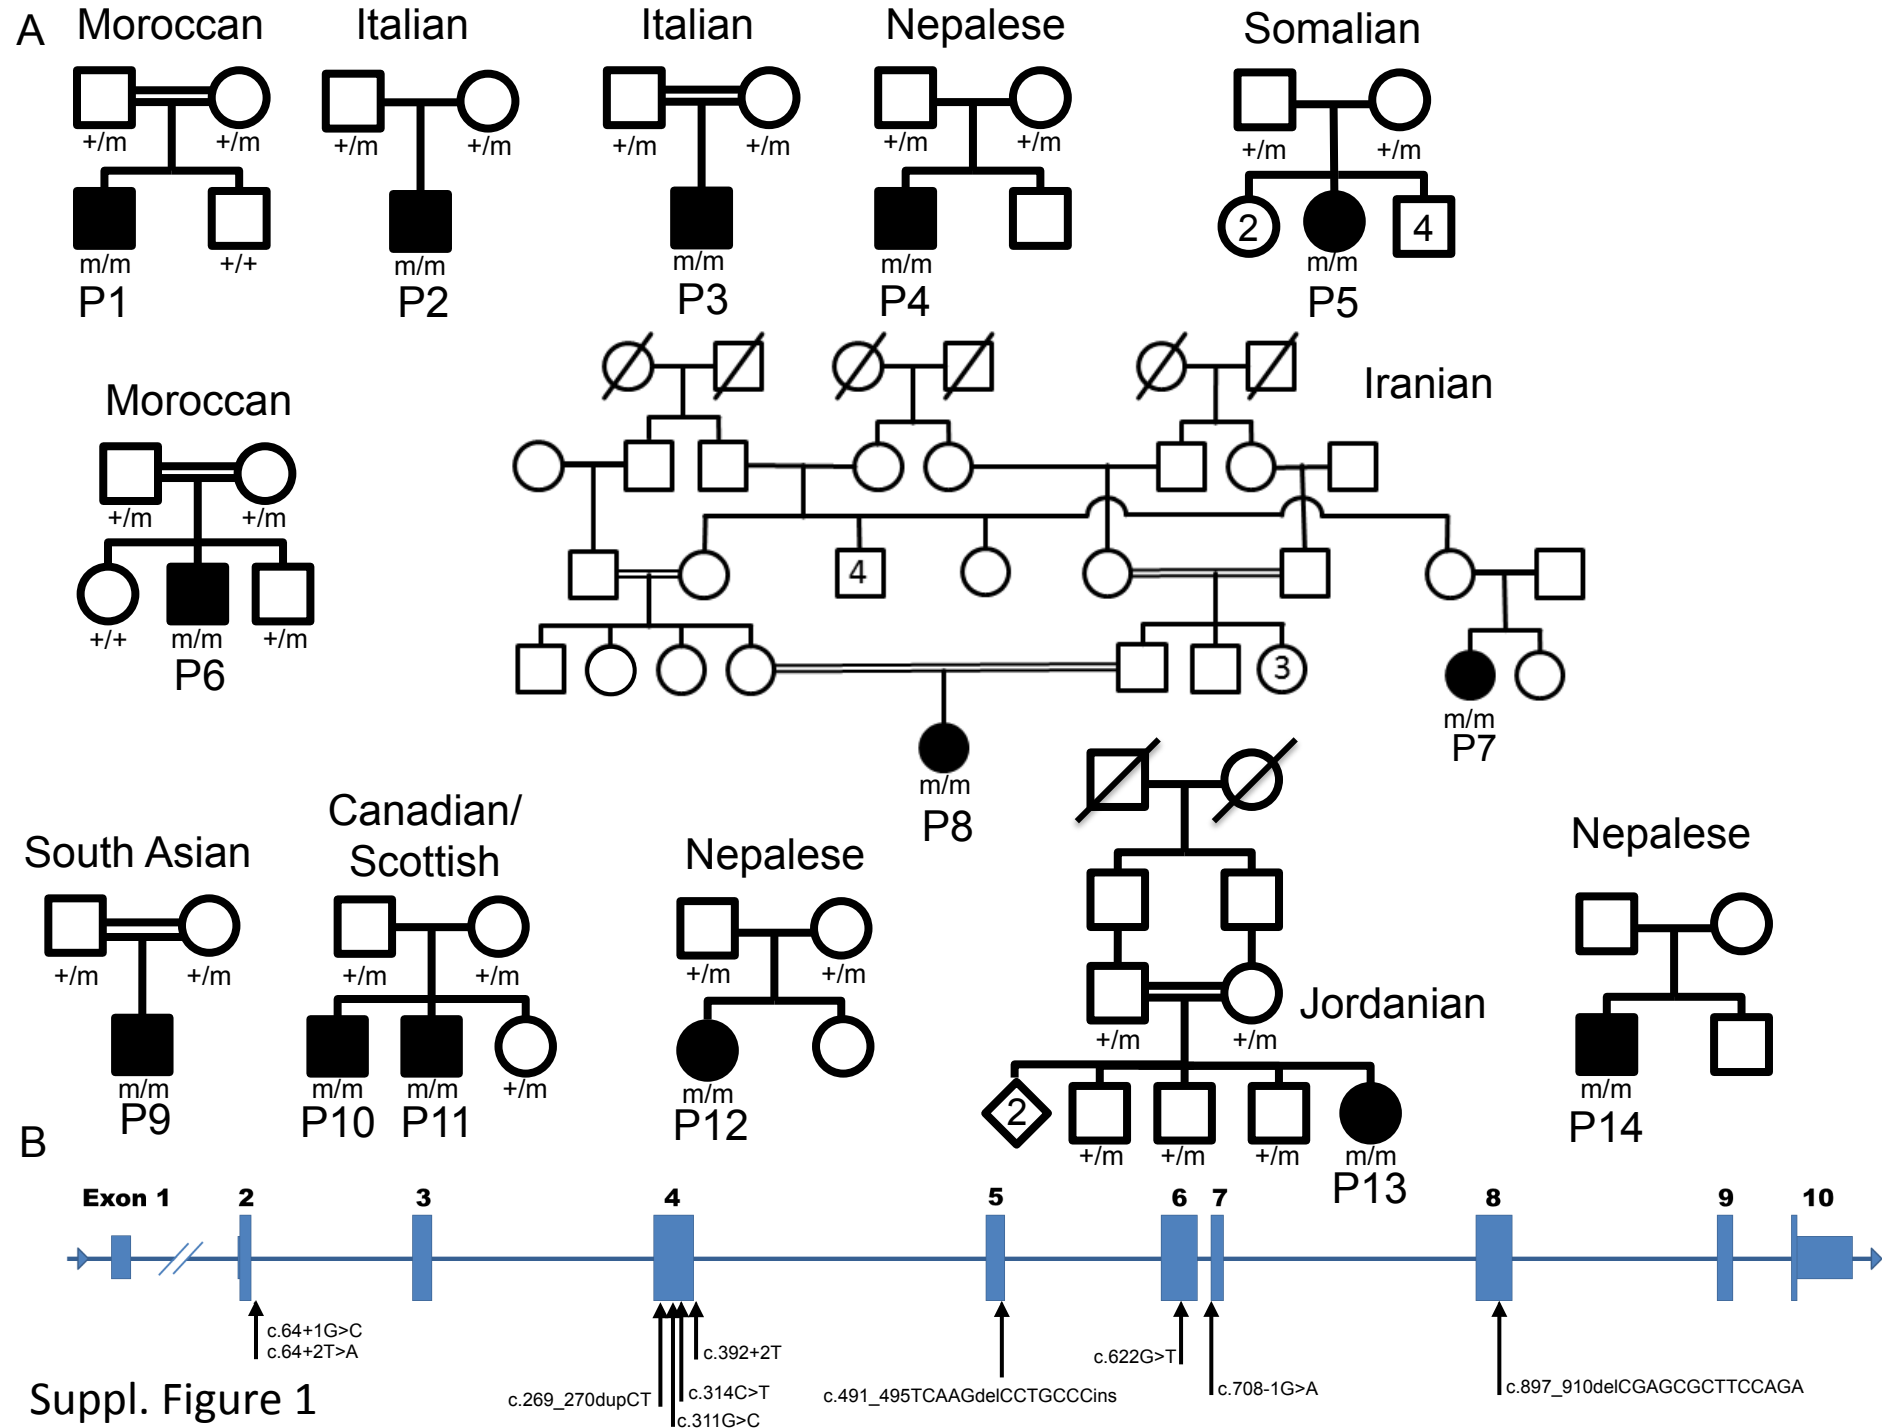 A
Moroccan
Italian
Italian
Nepalese
Somalian
+/m +/m
+/m +/m
+/m +/m
+/m +/m
+/m +/m
2
4
m/m
+/+
m/m
m/m
m/m
m/m
P1
P2
P3
P4
P5
Moroccan
Iranian
+/m +/m
4
+/+
m/m
+/m
P6
3
m/m
P7
m/m
P8
South Asian
Canadian/
Scottish
Nepalese
Jordanian
Nepalese
+/m +/m
+/m +/m
+/m +/m
+/m +/m
m/m
m/m
m/m
+/m
m/m
2
+/m
+/m
+/m
m/m
m/m
P9
P10
P11
P12
P13
P14
B
Exon 1
2
3
4
5
6
7
8
9
10
c.64+1G>C
c.64+2T>A
c.269_270dupCT
c.311G>C
c.314C>T
c.392+2T
c.491_495TCAAGdelCCTGCCCins
c.622G>T
c.708-1G>A
c.897_910delCGAGCGCTTCCAGA
Suppl. Figure 1